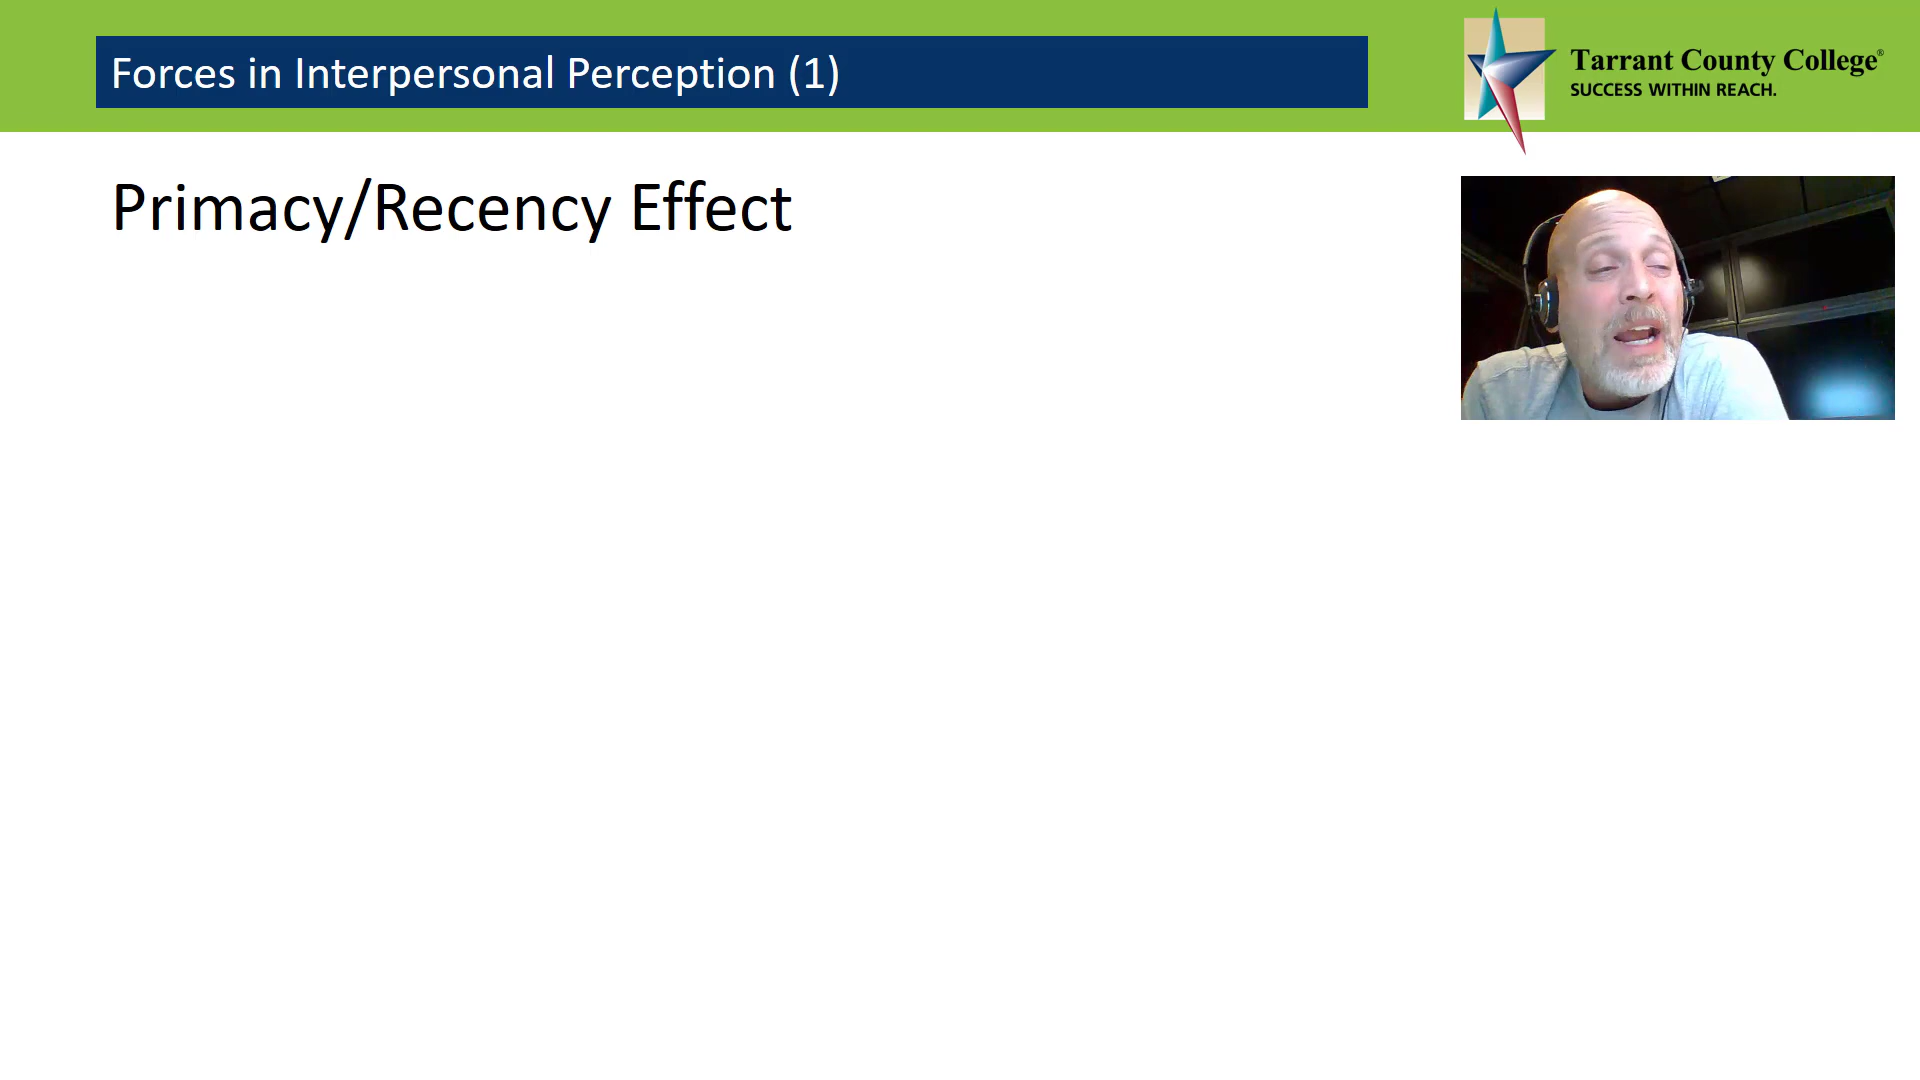 Forces in Interpersonal Perception (1)
Tarrant County College®
SUCCESS WITHIN REACH.
Primacy/Recency Effect